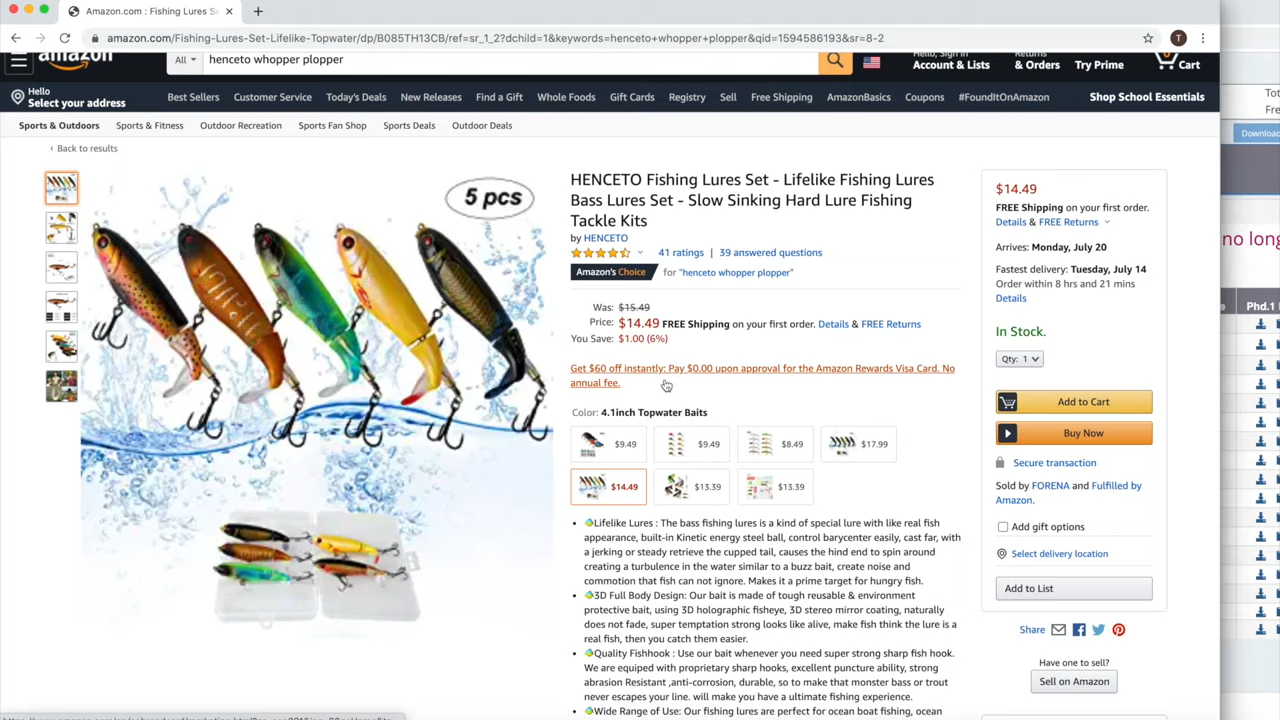 Amazon.com : Fishing Lures Se
amazon.com/Fishing-Lures-Set-Lifelike-Topwater/dp/B085TH13CB/ref=sr_1_2?dchild=1&keywords=henceto+whopper+plopper&qid=1594586193&sr=8-2
T
amazon
All
henceto whopper plopper
Hello, Sign in
Account & Lists
Returns
& Orders
Try Prime
0
Cart
Hello
Select your address
Best Sellers
Customer Service
Today's Deals
New Releases
Find a Gift
Whole Foods
Gift Cards
Registry
Sell
Free Shipping
AmazonBasics
Coupons
#FoundItOnAmazon
Shop School Essentials
Sports & Outdoors
Sports & Fitness
Outdoor Recreation
Sports Fan Shop
Sports Deals
Outdoor Deals
‹ Back to results
5 pcs
HENCETO Fishing Lures Set - Lifelike Fishing Lures
Bass Lures Set - Slow Sinking Hard Lure Fishing
Tackle Kits
by HENCETO
41 ratings | 39 answered questions
Amazon's Choice for "henceto whopper plopper"
Was: $15.49
Price: $14.49 FREE Shipping on your first order. Details & FREE Returns
You Save: $1.00 (6%)
Get $60 off instantly: Pay $0.00 upon approval for the Amazon Rewards Visa Card. No
annual fee.
Color: 4.1inch Topwater Baits
$9.49
$9.49
$8.49
$17.99
$14.49
$13.39
$13.39
• Lifelike Lures : The bass fishing lures is a kind of special lure with like real fish
appearance, built-in Kinetic energy steel ball, control barycenter easily, cast far, with
a jerking or steady retrieve the cupped tail, causes the hind end to spin around
creating a turbulence in the water similar to a buzz bait, create noise and
commotion that fish can not ignore. Makes it a prime target for hungry fish.
• 3D Full Body Design: Our bait is made of tough reusable & environment
protective bait, using 3D holographic fisheye, 3D stereo mirror coating, naturally
does not fade, super temptation strong looks like alive, make fish think the lure is a
real fish, then you catch them easier.
• Quality Fishhook : Use our bait whenever you need super strong sharp fish hook.
We are equiped with proprietary sharp hooks, excellent puncture ability, strong
abrasion Resistant ,anti-corrosion, durable, so to make that monster bass or trout
never escapes your line. will make you have a ultimate fishing experience.
• Wide Range of Use: Our fishing lures are perfect for ocean boat fishing, ocean
$14.49
FREE Shipping on your first order.
Details & FREE Returns
Arrives: Monday, July 20
Fastest delivery: Tuesday, July 14
Order within 8 hrs and 21 mins
Details
In Stock.
Qty: 1
Add to Cart
Buy Now
Secure transaction
Sold by FORENA and Fulfilled by
Amazon.
Add gift options
Select delivery location
Add to List
Share
Have one to sell?
Sell on Amazon
Tot
Fre
Download
no long
e
Phd.1